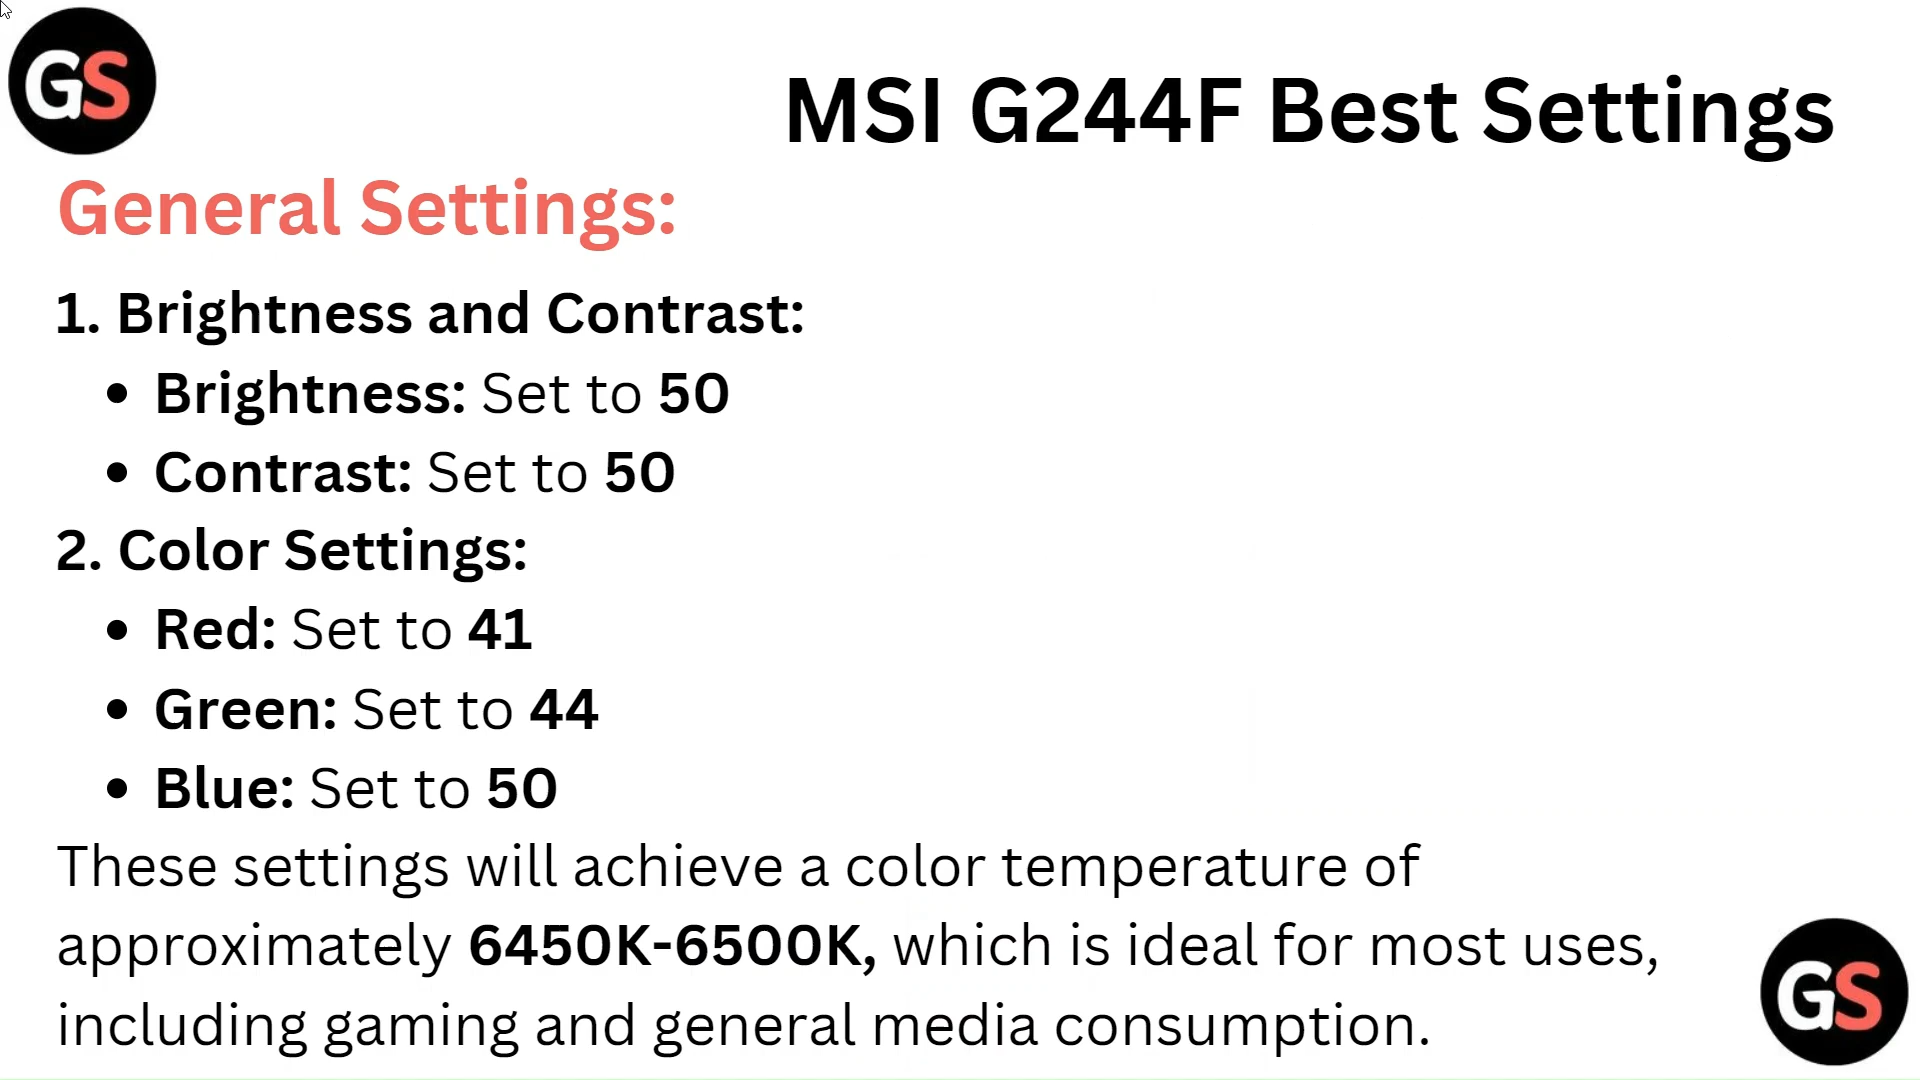 GS
MSI G244F Best Settings
General Settings:
1. Brightness and Contrast:
• Brightness: Set to 50
• Contrast: Set to 50
2. Color Settings:
• Red: Set to 41
• Green: Set to 44
• Blue: Set to 50
These settings will achieve a color temperature of
approximately 6450K-6500K, which is ideal for most uses,
including gaming and general media consumption.
GS